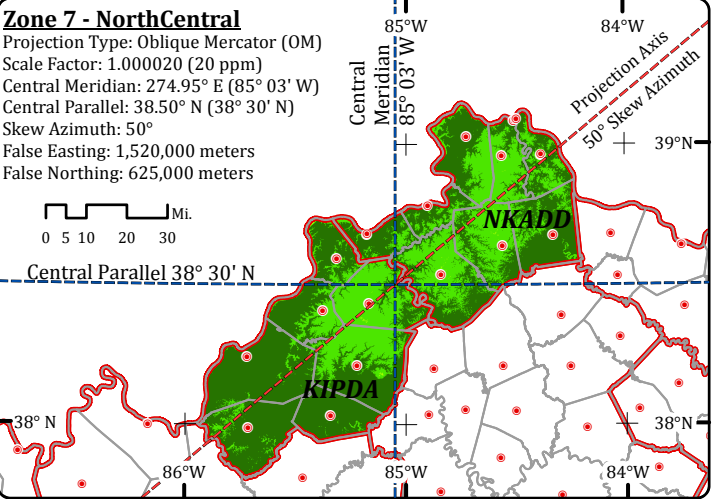 Zone 7 - NorthCentral
Projection Type: Oblique Mercator (OM)
Scale Factor: 1.000020 (20 ppm)
Central Meridian: 274.95° E (85° 03' W)
Central Parallel: 38.50° N (38° 30' N)
Skew Azimuth: 50°
False Easting: 1,520,000 meters
False Northing: 625,000 meters
Mi.
0 5 10 20 30
85°W
84°W
Central
Meridian
85° 03' W
Projection Axis
50° Skew Azimuth
39°N
NKADD
Central Parallel 38° 30' N
KIPDA
38° N
38°N
86°W
85°W
84°W